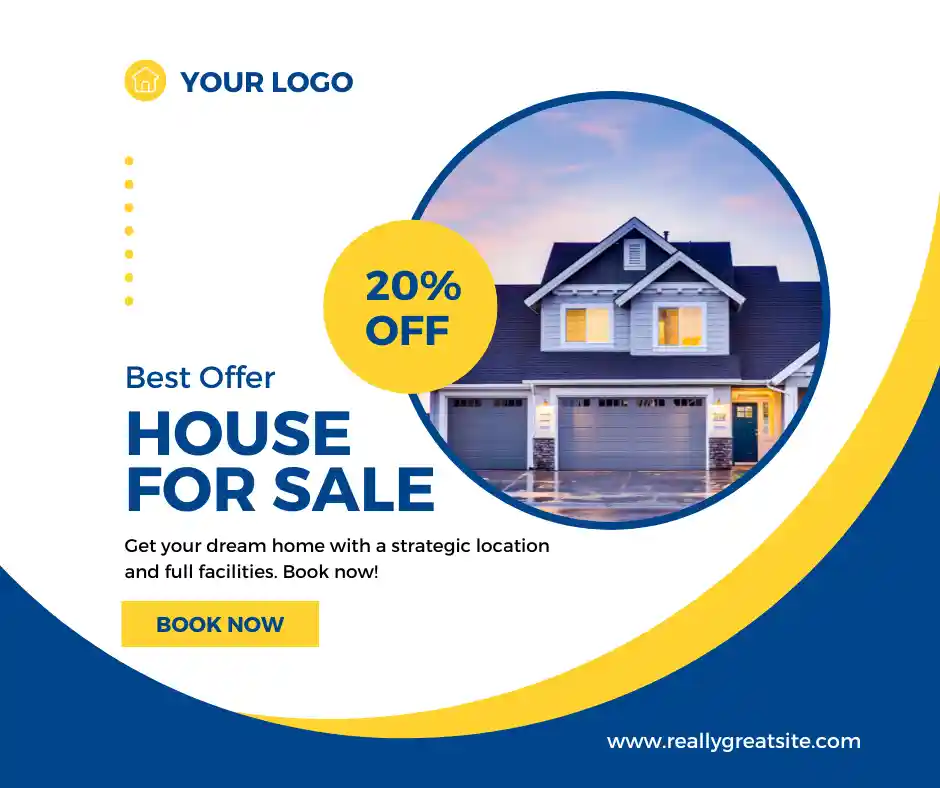 YOUR LOGO
20%
OFF
Best Offer
HOUSE
FOR SALE
Get your dream home with a strategic location
and full facilities. Book now!
BOOK NOW
www.reallygreatsite.com